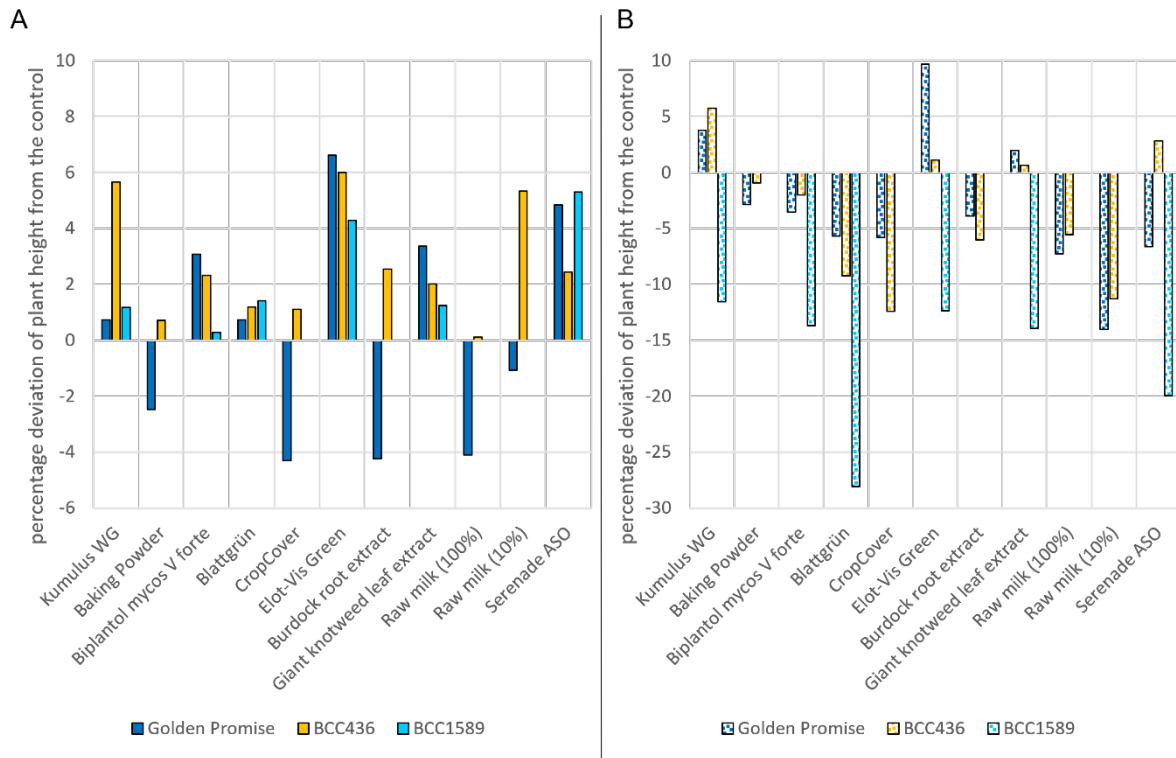 A
percentage deviation of plant height from the control
10
8
6
4
2
0
-2
-4
-6
Kumulus WG
Baking Powder
Biplantol mycos V forte
Blattgrün
CropCover
Elot-Vis Green
Burdock root extract
Giant knotweed leaf extract
Raw milk (100%)
Raw milk (10%)
Serenade ASO
Golden Promise BCC436 BCC1589
B
percentage deviation of plant height from the control
10
5
0
-5
-10
-15
-20
-25
-30
Kumulus WG
Baking Powder
Biplantol mycos V forte
Blattgrün
CropCover
Elot-Vis Green
Burdock root extract
Giant knotweed leaf extract
Raw milk (100%)
Raw milk (10%)
Serenade ASO
Golden Promise BCC436 BCC1589